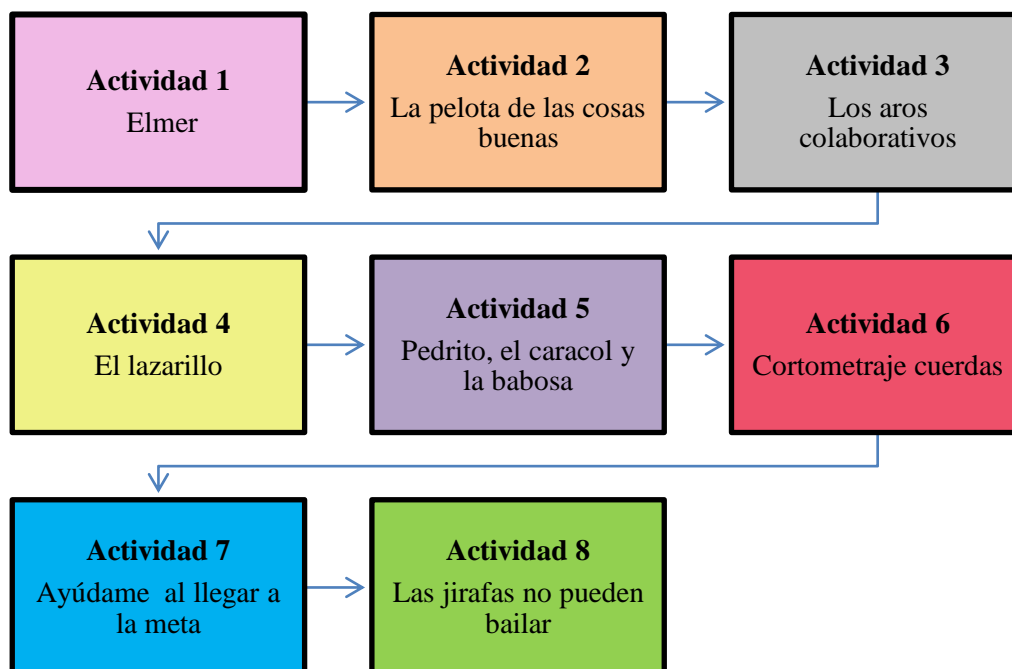 Actividad 1
Elmer
Actividad 2
La pelota de las cosas
buenas
Actividad 3
Los aros
colaborativos
Actividad 4
El lazarillo
Actividad 5
Pedrito, el caracol y
la babosa
Actividad 6
Cortometraje cuerdas
Actividad 7
Ayúdame al llegar a
la meta
Actividad 8
Las jirafas no pueden
bailar